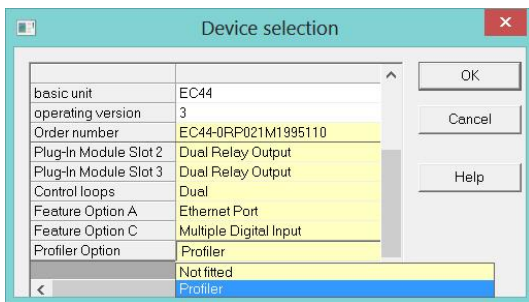 Device selection
basic unit EC44
operating version 3
Order number EC44-0RP021M1995110
Plug-In Module Slot 2 Dual Relay Output
Plug-In Module Slot 3 Dual Relay Output
Control loops Dual
Feature Option A Ethernet Port
Feature Option C Multiple Digital Input
Profiler Option Profiler
Not fitted
Profiler
OK
Cancel
Help